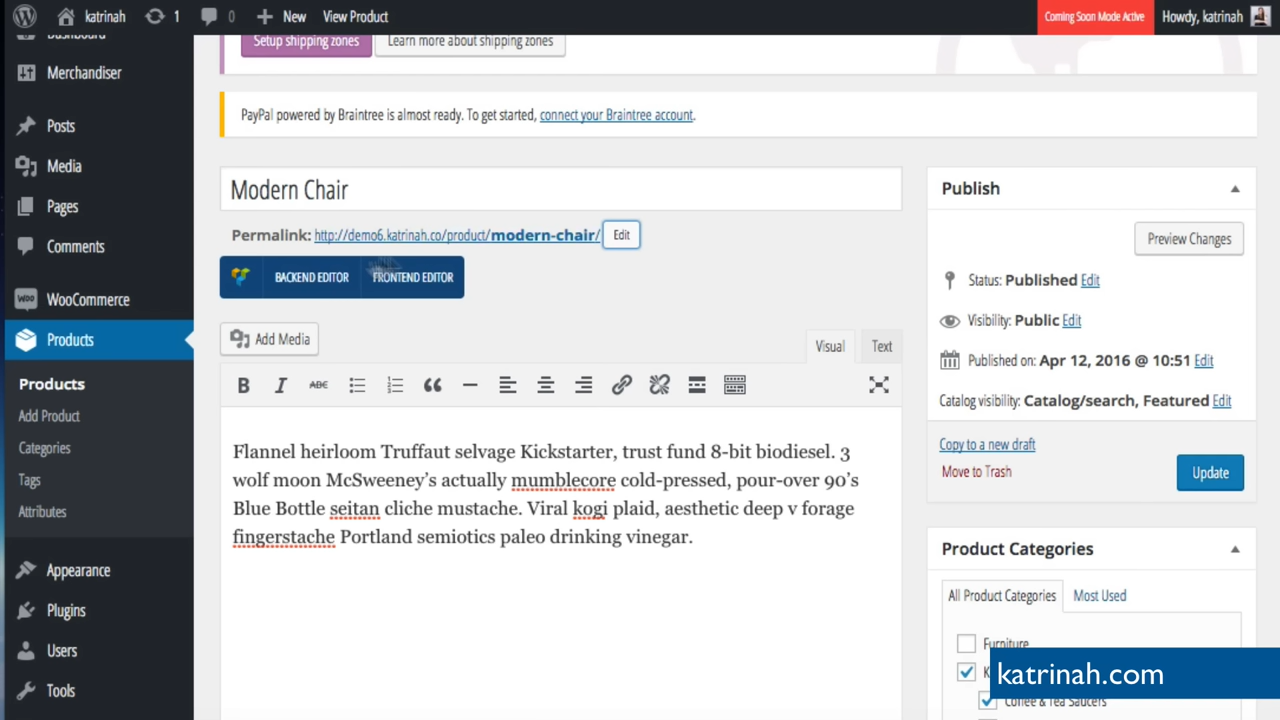 katrinah 1 0 New View Product Coming Soon Mode Active Howdy, katrinah
Dashboard
Merchandiser
Posts
Media
Pages
Comments
WooCommerce
Products
Products
Add Product
Categories
Tags
Attributes
Appearance
Plugins
Users
Tools
Setup shipping zones Learn more about shipping zones
PayPal powered by Braintree is almost ready. To get started, connect your Braintree account.
Modern Chair
Permalink: http://demo6.katrinah.co/product/modern-chair/ Edit
BACKEND EDITOR FRONTEND EDITOR
Add Media Visual Text
B I ABC
Flannel heirloom Truffaut selvage Kickstarter, trust fund 8-bit biodiesel. 3
wolf moon McSweeney’s actually mumblecore cold-pressed, pour-over 90’s
Blue Bottle seitan cliche mustache. Viral kogi plaid, aesthetic deep v forage
fingerstache Portland semiotics paleo drinking vinegar.
Publish
Preview Changes
Status: Published Edit
Visibility: Public Edit
Published on: Apr 12, 2016 @ 10:51 Edit
Catalog visibility: Catalog/search, Featured Edit
Copy to a new draft
Move to Trash Update
Product Categories
All Product Categories Most Used
Furniture
katrinah.com
Coffee & Tea Saucers